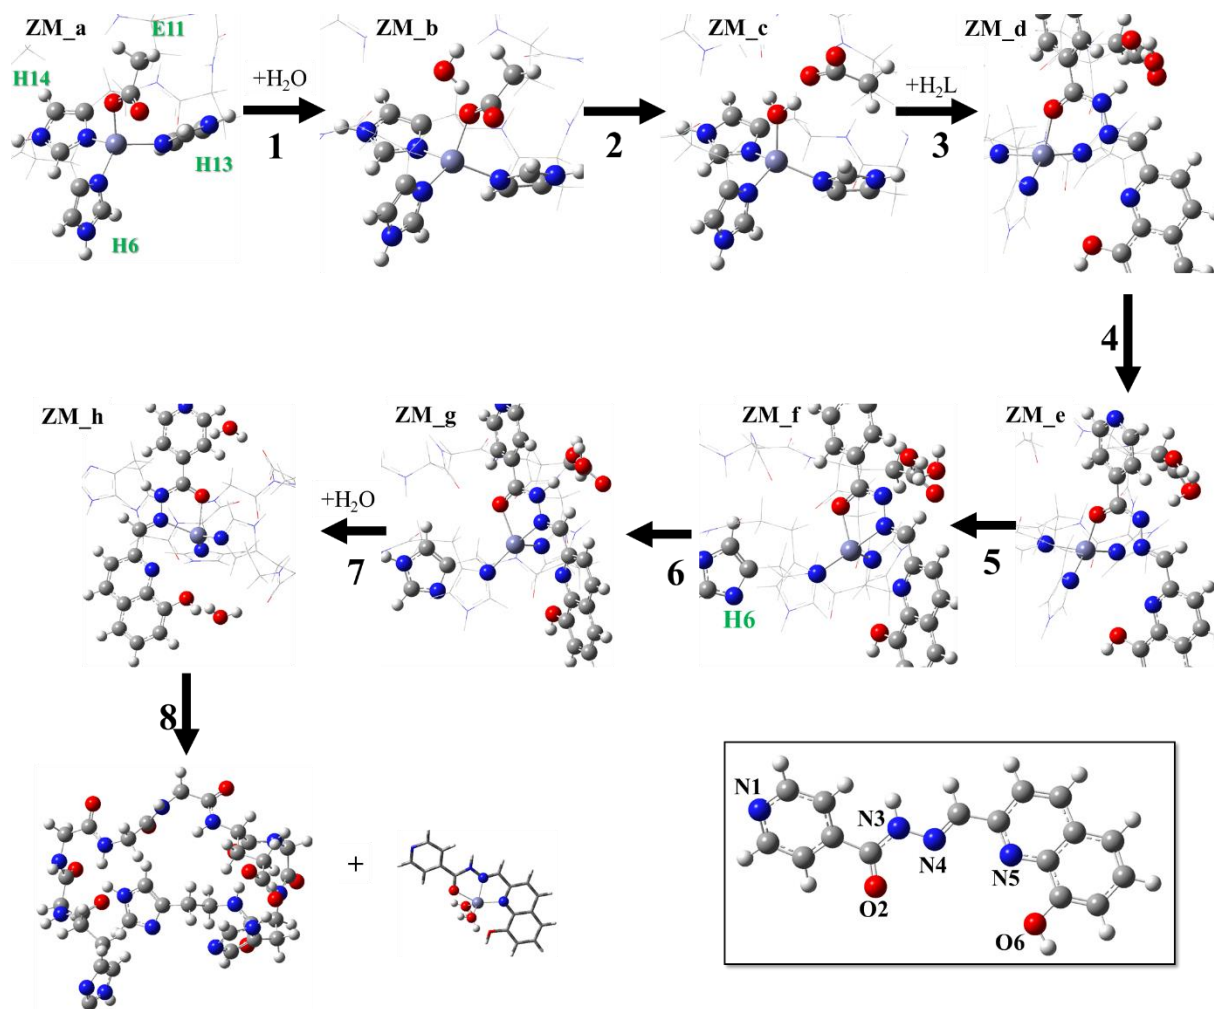 ZM_a
E11
H14
H13
H6
+H₂O
1
ZM_b
2
ZM_c
+H₂L
3
ZM_d
4
ZM_e
5
ZM_f
H6
6
ZM_g
+H₂O
7
ZM_h
8
+
N1
N3
N4
N5
O2
O6